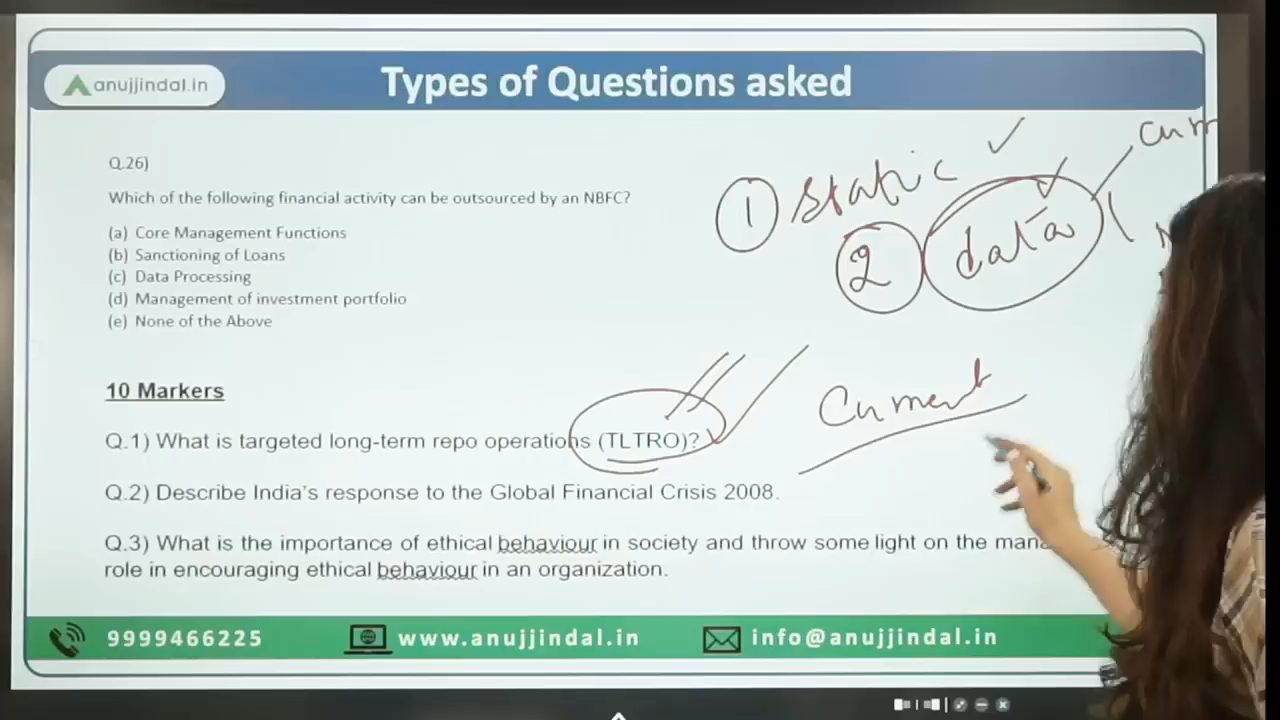 anujjindal.in
Types of Questions asked
Q.26)
Which of the following financial activity can be outsourced by an NBFC?
(a) Core Management Functions
(b) Sanctioning of Loans
(c) Data Processing
(d) Management of investment portfolio
(e) None of the Above
1 Static
2 data
10 Markers
Current
Q.1) What is targeted long-term repo operations (TLTRO)?
Q.2) Describe India's response to the Global Financial Crisis 2008.
Q.3) What is the importance of ethical behaviour in society and throw some light on the
role in encouraging ethical behaviour in an organization.
9999466225 www.anujjindal.in info@anujjindal.in